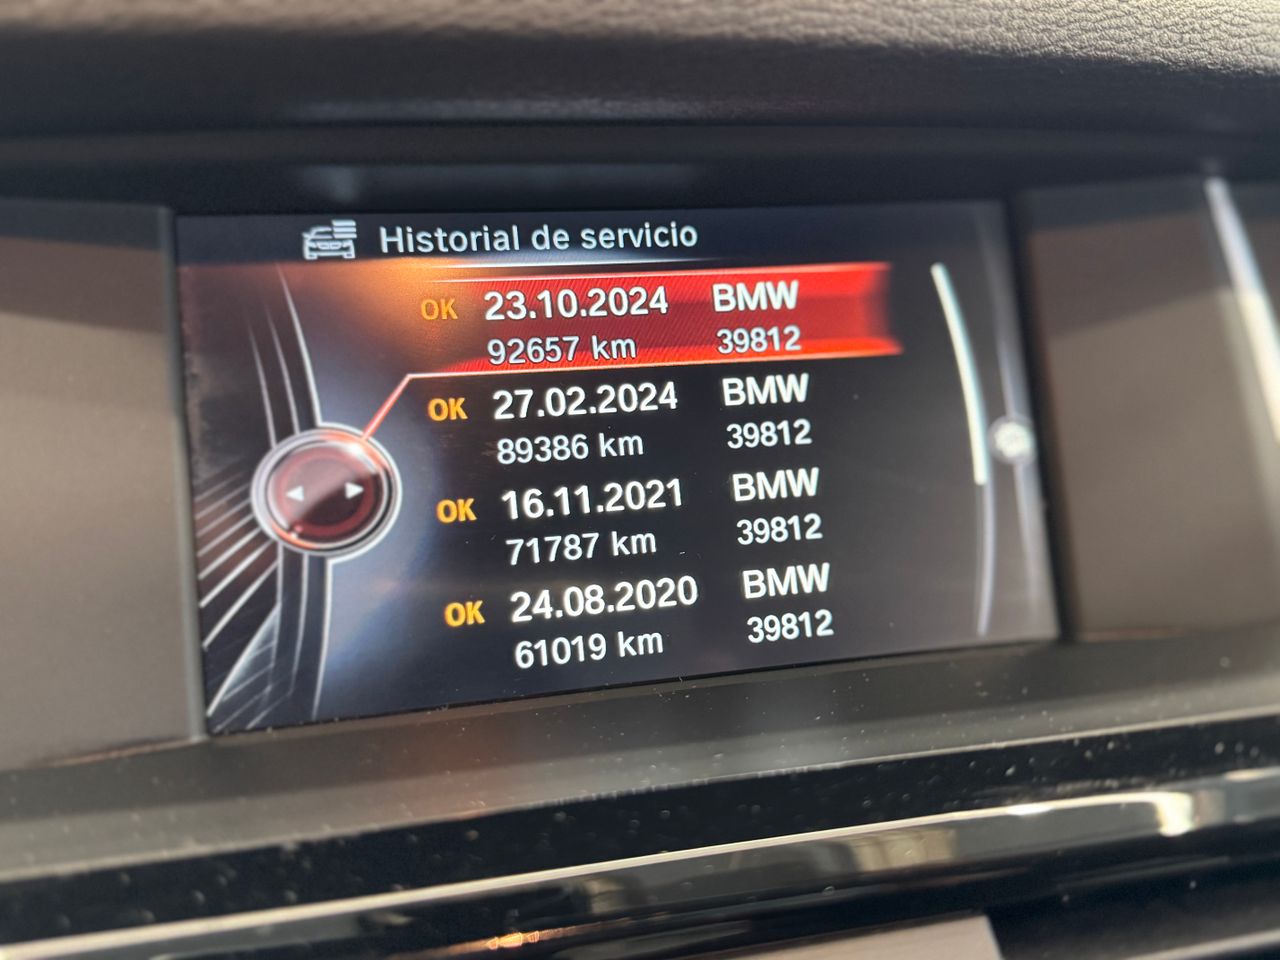 Historial de servicio
OK 23.10.2024 BMW
92657 km 39812
OK 27.02.2024 BMW
89386 km 39812
OK 16.11.2021 BMW
71787 km 39812
OK 24.08.2020 BMW
61019 km 39812